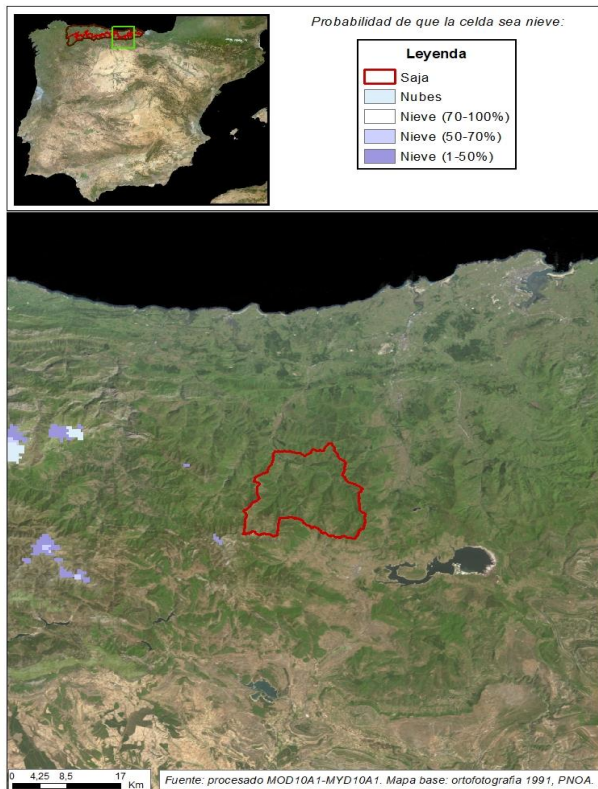 Probabilidad de que la celda sea nieve:
Leyenda
Saja
Nubes
Nieve (70-100%)
Nieve (50-70%)
Nieve (1-50%)
0 4,25 8,5 17
Km
Fuente: procesado MOD10A1-MYD10A1. Mapa base: ortofotografia 1991, PNOA.